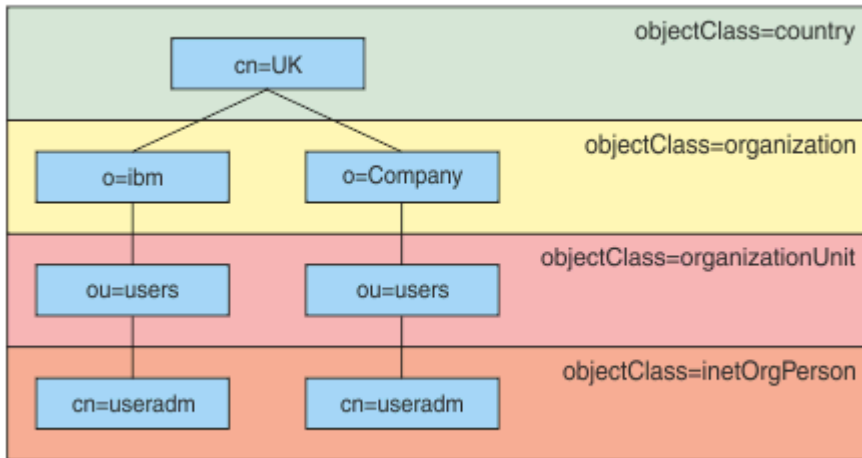 objectClass=country
cn=UK
objectClass=organization
o=ibm
o=Company
objectClass=organizationUnit
ou=users
ou=users
objectClass=inetOrgPerson
cn=useradm
cn=useradm